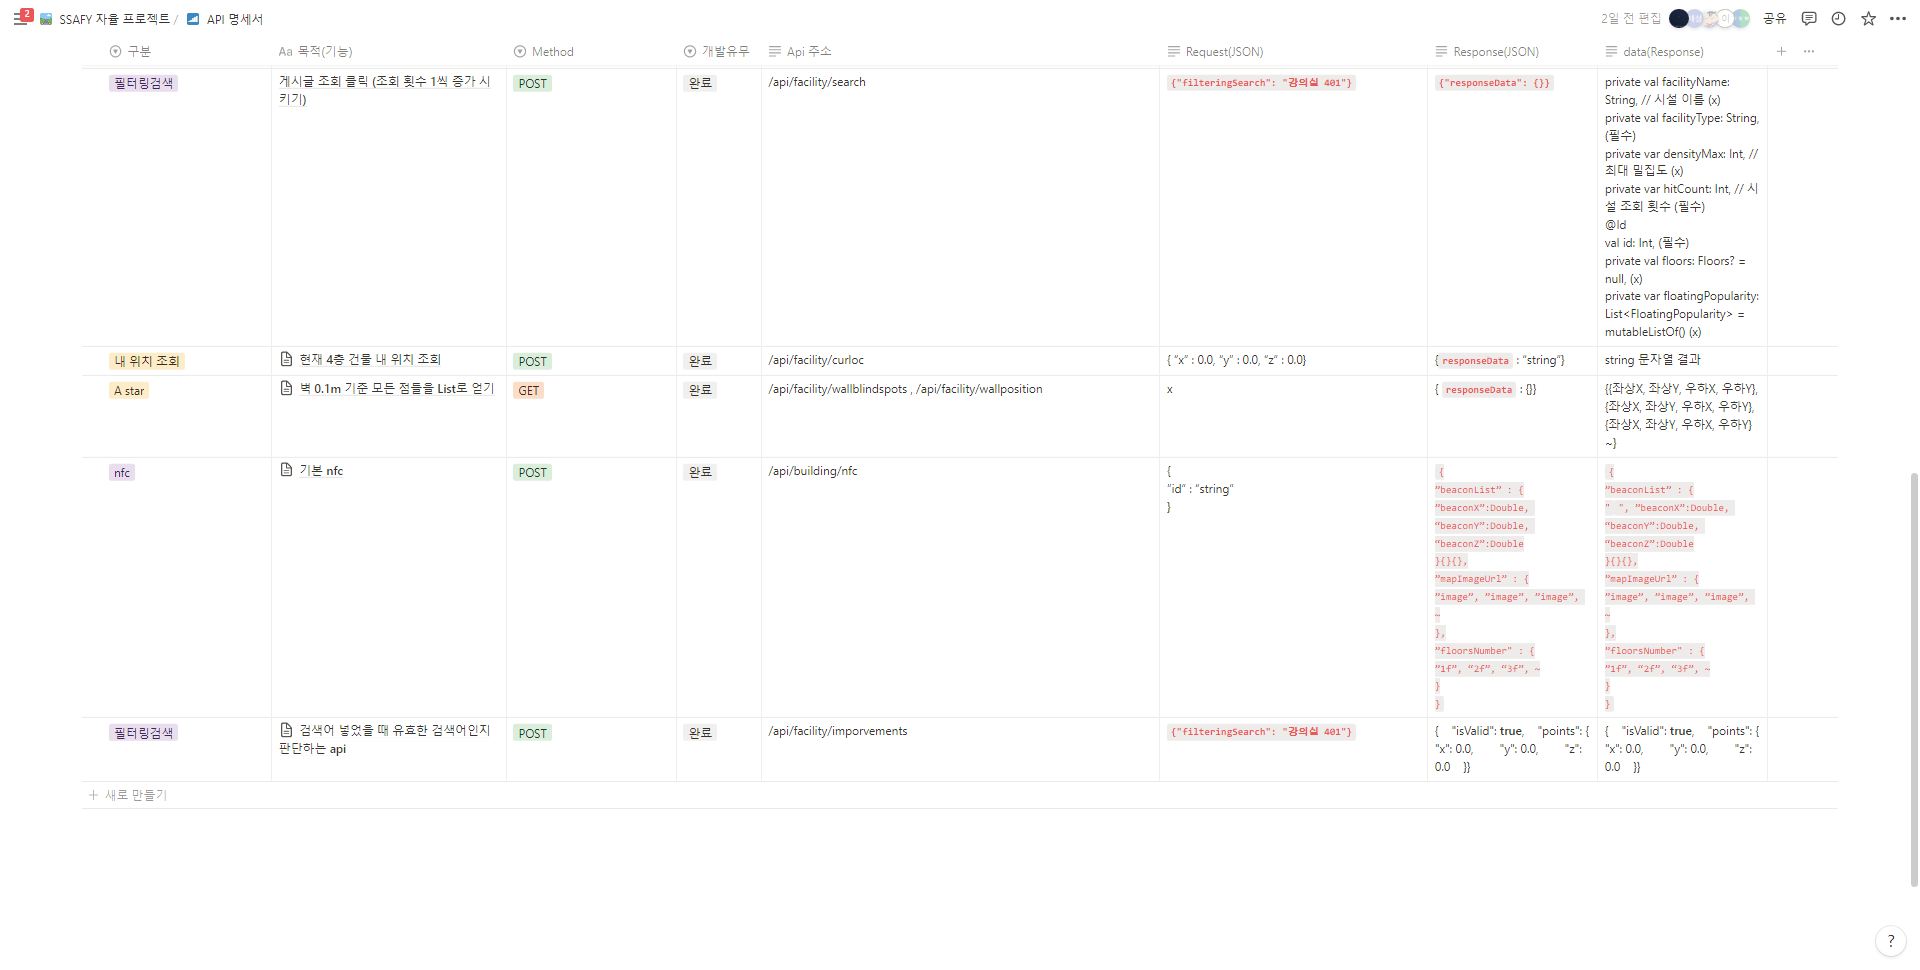 2
SSAFY 자율 프로젝트 / API 명세서
2일 전 편집
공유
구분
Aa 목적(기능)
Method
개발유무
Api 주소
Request(JSON)
Response(JSON)
data(Response)
필터링검색
게시글 조회 클릭 (조회 횟수 1씩 증가 시
키기)
POST
완료
/api/facility/search
{"filteringSearch": "강의실 401"}
{"responseData": {}}
private val facilityName:
String, // 시설 이름 (x)
private val facilityType: String,
(필수)
private var densityMax: Int, //
최대 밀집도 (x)
private var hitCount: Int, // 시
설 조회 횟수 (필수)
@Id
val id: Int, (필수)
private val floors: Floors? =
null, (x)
private var floatingPopularity:
List<FloatingPopularity> =
mutableListOf() (x)
내 위치 조회
현재 4층 건물 내 위치 조회
POST
완료
/api/facility/curloc
{ “x” : 0.0, “y” : 0.0, “z” : 0.0}
{ responseData : “string”}
string 문자열 결과
A star
벽 0.1m 기준 모든 점들을 List로 얻기
GET
완료
/api/facility/wallblindspots , /api/facility/wallposition
x
{ responseData : {}}
{{좌상X, 좌상Y, 우하X, 우하Y},
{좌상X, 좌상Y, 우하X, 우하Y},
{좌상X, 좌상Y, 우하X, 우하Y}
~}
nfc
기본 nfc
POST
완료
/api/building/nfc
{
“id” : “string”
}
{
”beaconList” : {
”beaconX”:Double,
“beaconY”:Double,
“beaconZ”:Double
}{}{},
”mapImageUrl” : {
”image”, ”image”, ”image”,
~
},
”floorsNumber" : {
”1f”, “2f”, “3f”, ~
}
}
{
”beaconList” : {
" ", ”beaconX”:Double,
“beaconY”:Double,
“beaconZ”:Double
}{}{},
”mapImageUrl” : {
”image”, ”image”, ”image”,
~
},
”floorsNumber" : {
”1f”, “2f”, “3f”, ~
}
}
필터링검색
검색어 넣었을 때 유효한 검색어인지
판단하는 api
POST
완료
/api/facility/imporvements
{"filteringSearch": "강의실 401"}
{ "isValid": true, "points": {
"x": 0.0, "y": 0.0, "z":
0.0 }}
{ "isValid": true, "points": {
"x": 0.0, "y": 0.0, "z":
0.0 }}
+ 새로 만들기
?